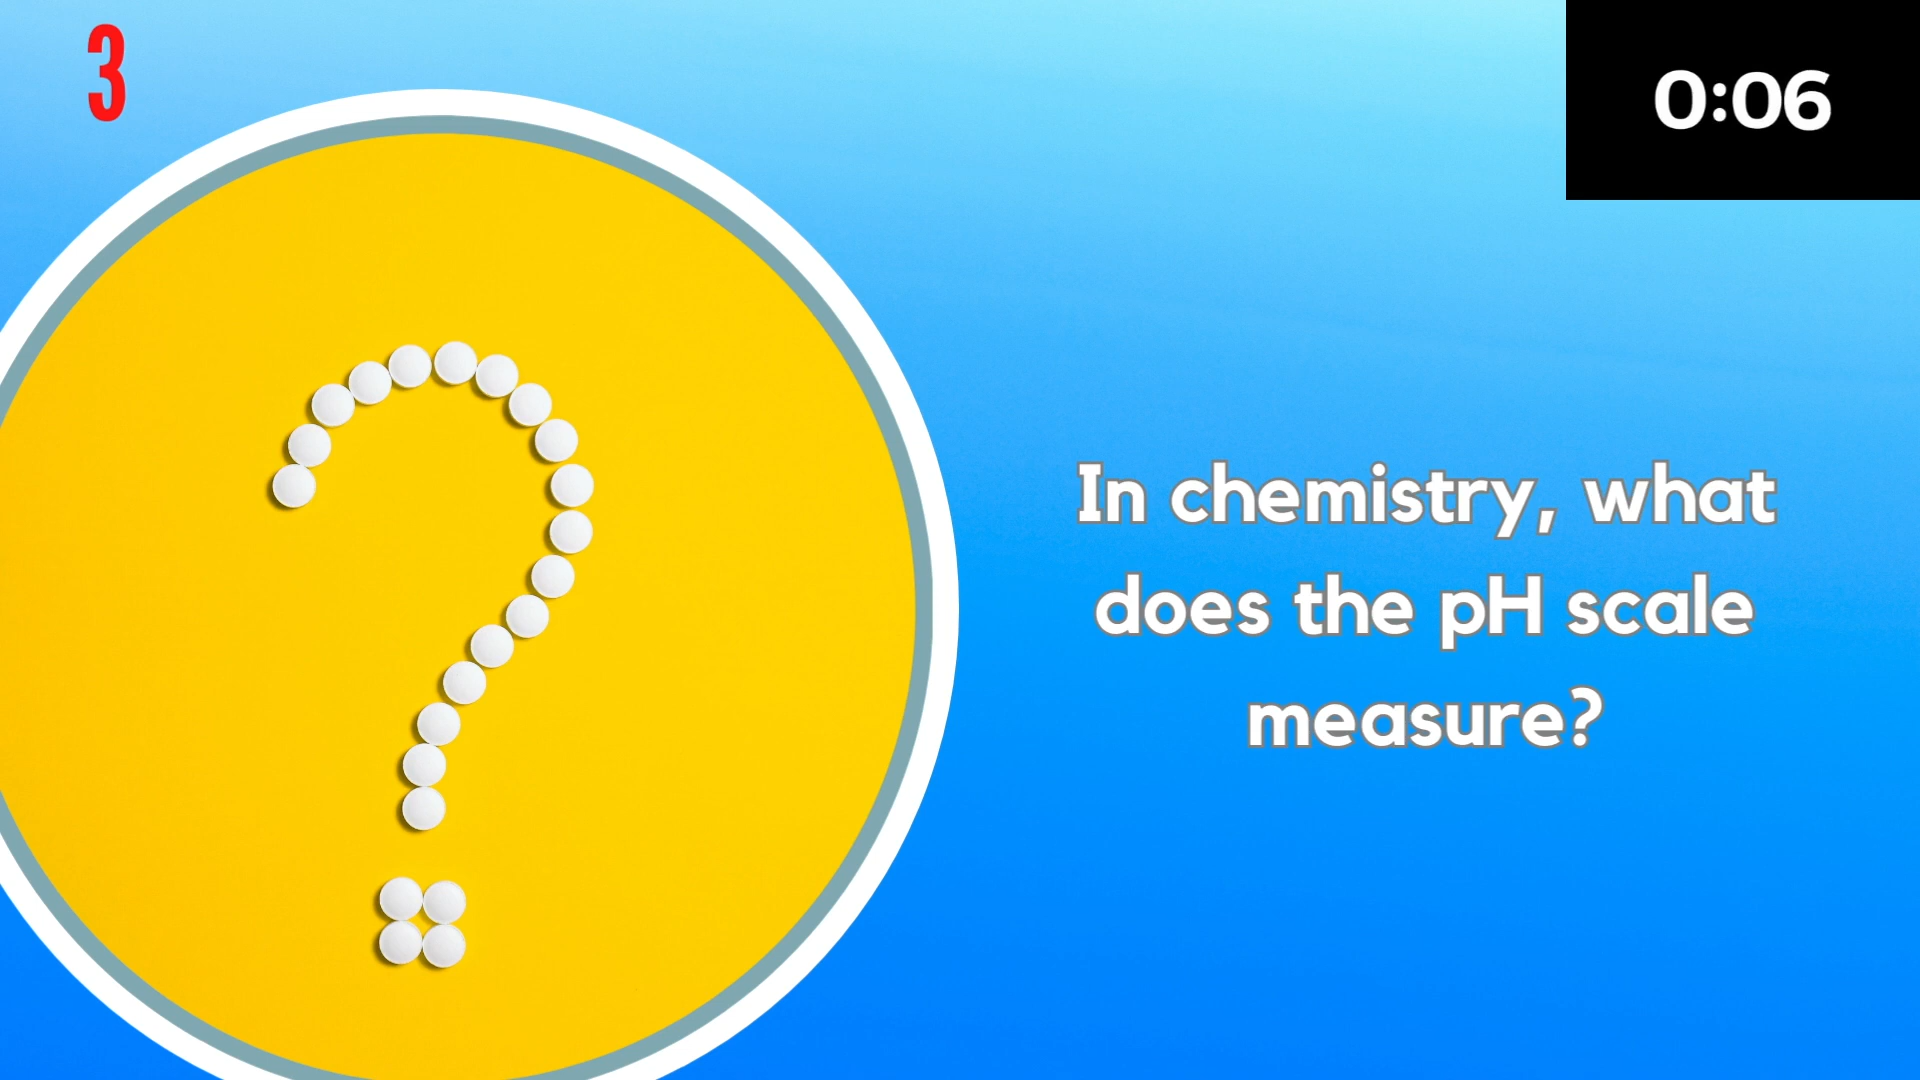 3
0:06
In chemistry, what
does the pH scale
measure?